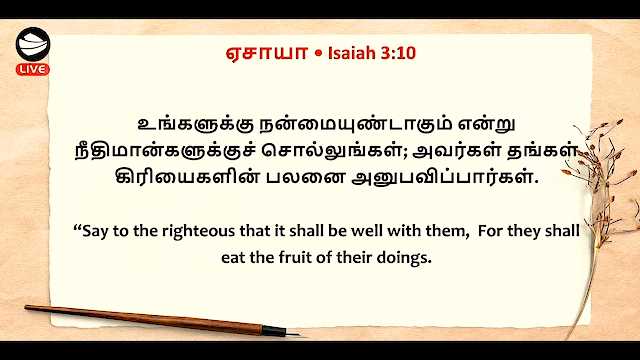 ஏசாயா • Isaiah 3:10
LIVE
உங்களுக்கு நன்மையுண்டாகும் என்று
நீதிமான்களுக்குச் சொல்லுங்கள்; அவர்கள் தங்கள்
கிரியைகளின் பலனை அனுபவிப்பார்கள்.
“Say to the righteous that it shall be well with them, For they shall
eat the fruit of their doings.